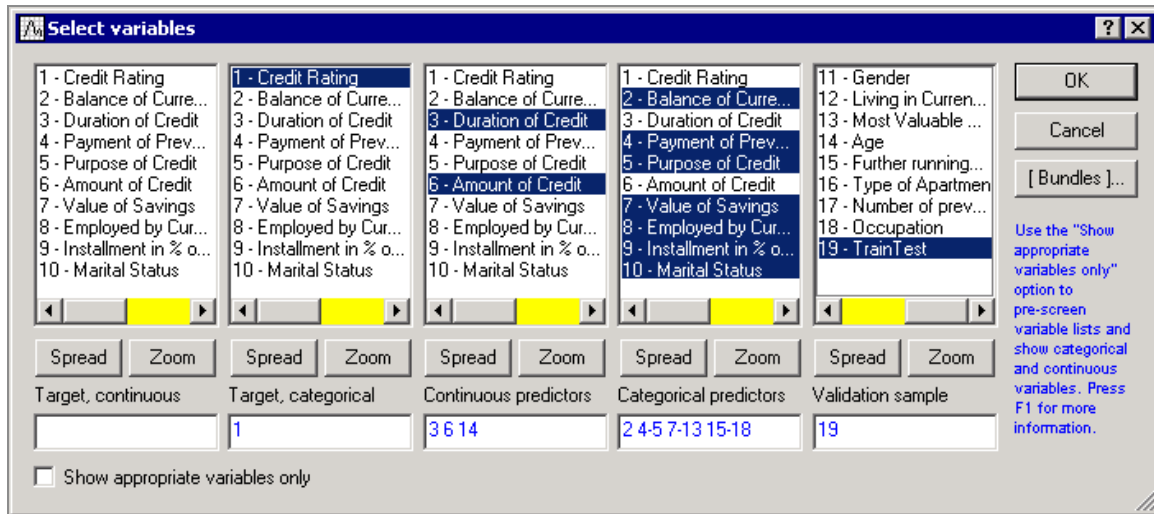 Select variables
1 - Credit Rating
2 - Balance of Curre...
3 - Duration of Credit
4 - Payment of Prev...
5 - Purpose of Credit
6 - Amount of Credit
7 - Value of Savings
8 - Employed by Cur...
9 - Installment in % o...
10 - Marital Status
1 - Credit Rating
2 - Balance of Curre...
3 - Duration of Credit
4 - Payment of Prev...
5 - Purpose of Credit
6 - Amount of Credit
7 - Value of Savings
8 - Employed by Cur...
9 - Installment in % o...
10 - Marital Status
1 - Credit Rating
2 - Balance of Curre...
3 - Duration of Credit
4 - Payment of Prev...
5 - Purpose of Credit
6 - Amount of Credit
7 - Value of Savings
8 - Employed by Cur...
9 - Installment in % o...
10 - Marital Status
1 - Credit Rating
2 - Balance of Curre...
3 - Duration of Credit
4 - Payment of Prev...
5 - Purpose of Credit
6 - Amount of Credit
7 - Value of Savings
8 - Employed by Cur...
9 - Installment in % o...
10 - Marital Status
11 - Gender
12 - Living in Curren...
13 - Most Valuable ...
14 - Age
15 - Further running...
16 - Type of Apartmen
17 - Number of prev...
18 - Occupation
19 - TrainTest
OK
Cancel
[ Bundles ]...
Use the "Show
appropriate
variables only"
option to
pre-screen
variable lists and
show categorical
and continuous
variables. Press
F1 for more
information.
Spread Zoom Spread Zoom Spread Zoom Spread Zoom Spread Zoom
Target, continuous Target, categorical Continuous predictors Categorical predictors Validation sample
1 3 6 14 2 4-5 7-13 15-18 19
Show appropriate variables only